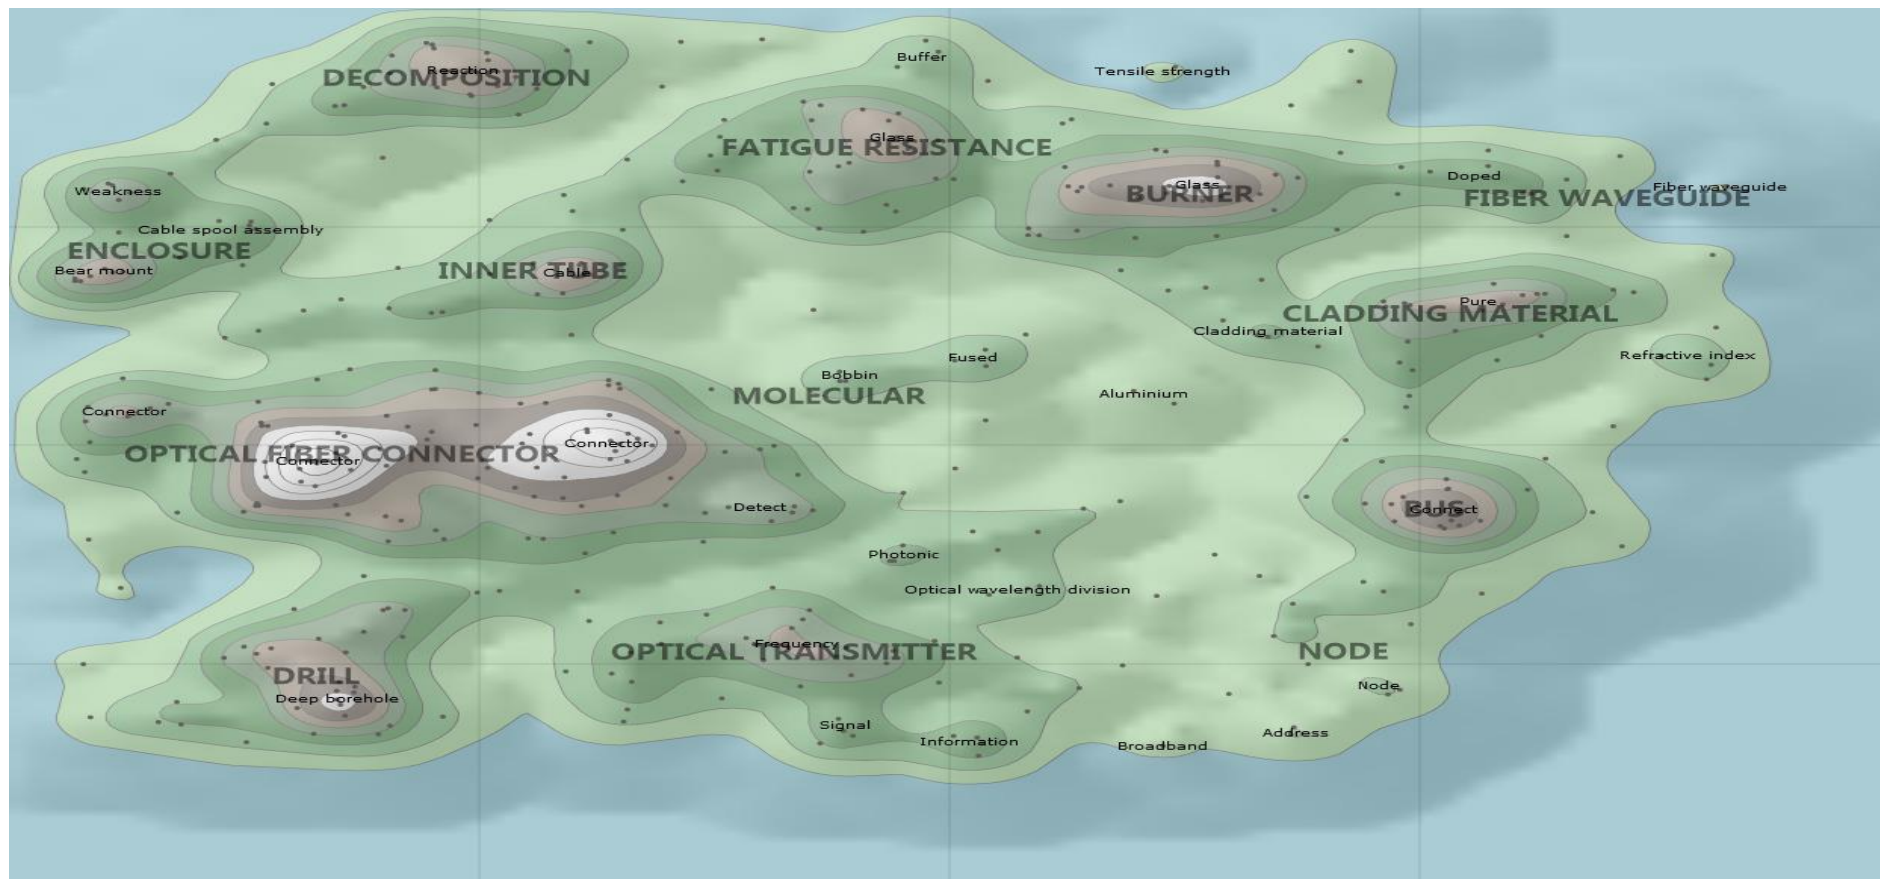 Buffer
Tensile strength
Reaction
DECOMPOSITION
Glass
FATIGUE RESISTANCE
Weakness
Glass
BURNER
Doped
Fiber waveguide
FIBER WAVEGUIDE
Cable spool assembly
ENCLOSURE
Bear mount
INNER TUBE
Cable
Pure
CLADDING MATERIAL
Cladding material
Refractive index
Fused
Bobbin
MOLECULAR
Aluminium
Connector
Connector
OPTICAL FIBER CONNECTOR
Connector
Detect
BUS
Connect
Photonic
Optical wavelength division
Frequency
OPTICAL TRANSMITTER
NODE
DRILL
Deep borehole
Node
Signal
Information
Broadband
Address